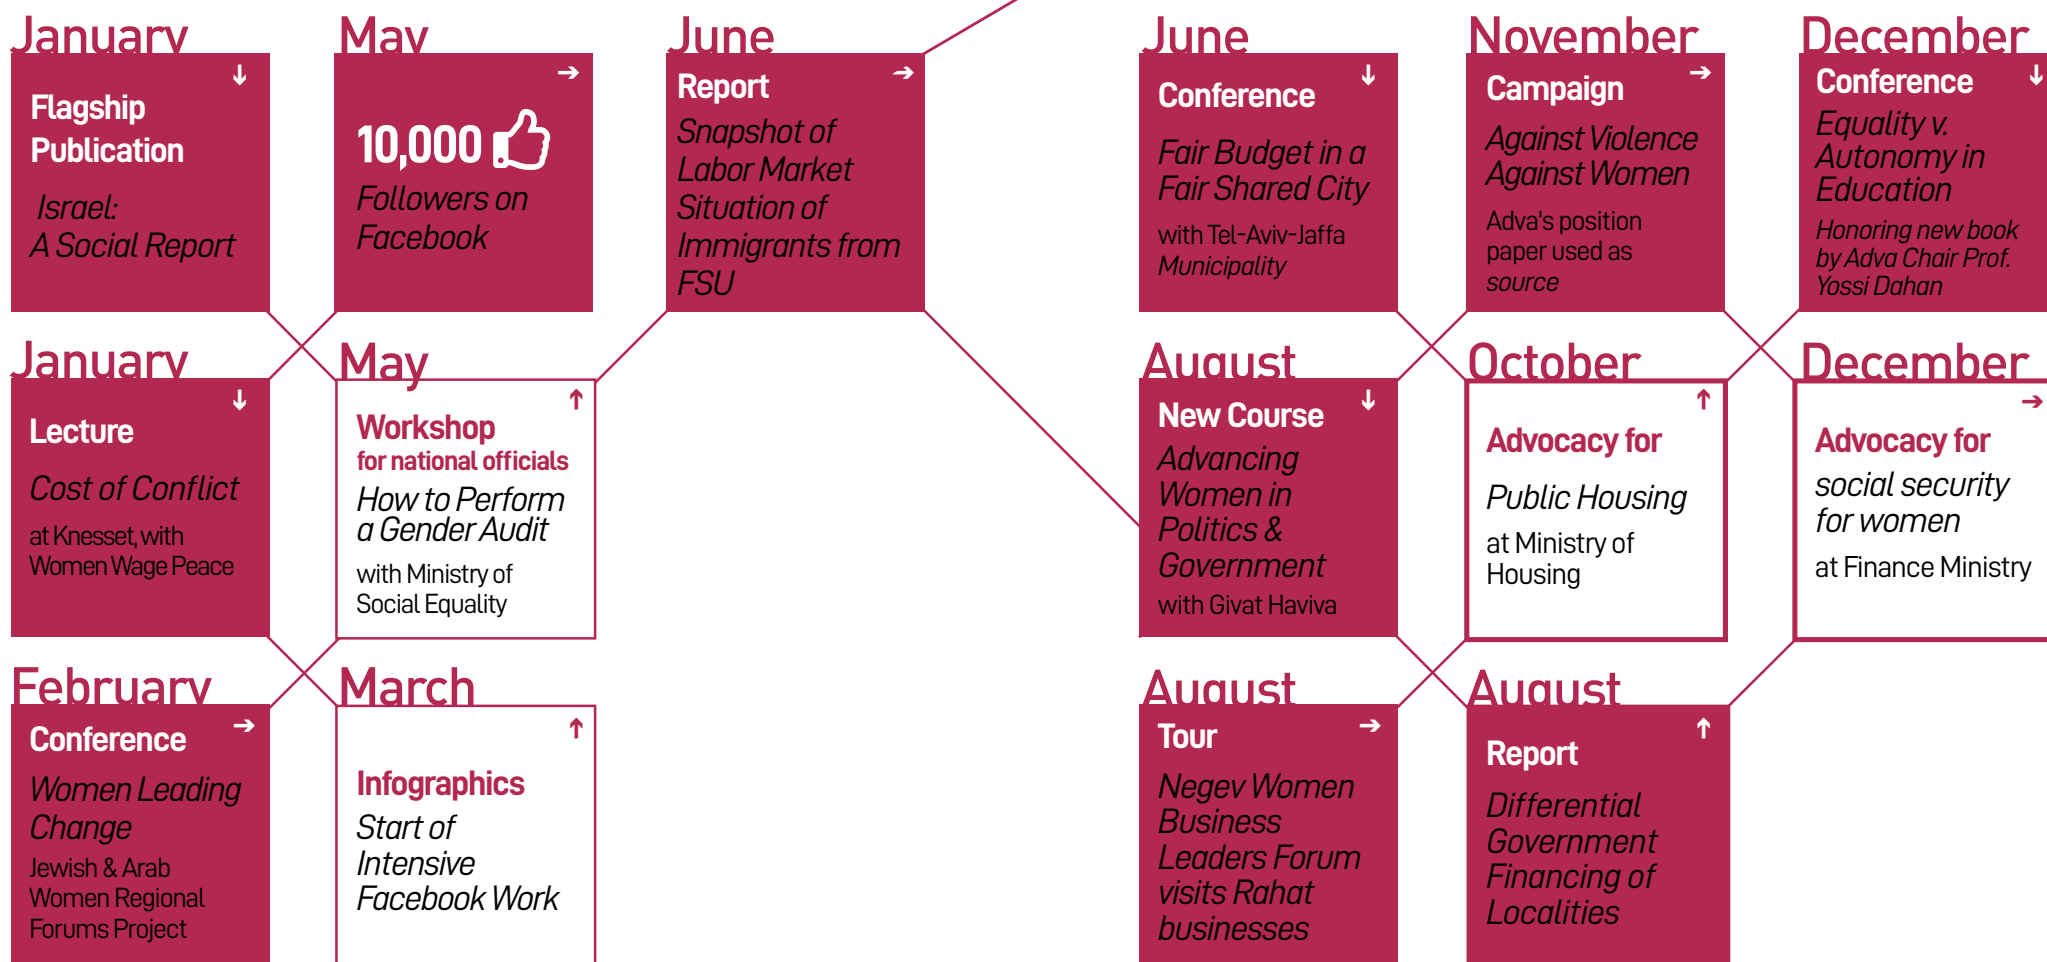 January
Flagship
Publication
Israel:
A Social Report
January
Lecture
Cost of Conflict
at Knesset, with
Women Wage Peace
February
Conference
Women Leading
Change
Jewish & Arab
Women Regional
Forums Project
March
Infographics
Start of
Intensive
Facebook Work
May
Workshop
for national officials
How to Perform
a Gender Audit
with Ministry of
Social Equality
May
10,000
Followers on
Facebook
June
Report
Snapshot of
Labor Market
Situation of
Immigrants from
FSU
June
Conference
Fair Budget in a
Fair Shared City
with Tel-Aviv-Jaffa
Municipality
August
New Course
Advancing
Women in
Politics &
Government
with Givat Haviva
August
Tour
Negev Women
Business
Leaders Forum
visits Rahat
businesses
August
Report
Differential
Government
Financing of
Localities
October
Advocacy for
Public Housing
at Ministry of
Housing
November
Campaign
Against Violence
Against Women
Adva's position
paper used as
source
December
Conference
Equality v.
Autonomy in
Education
Honoring new book
by Adva Chair Prof.
Yossi Dahan
December
Advocacy for
social security
for women
at Finance Ministry